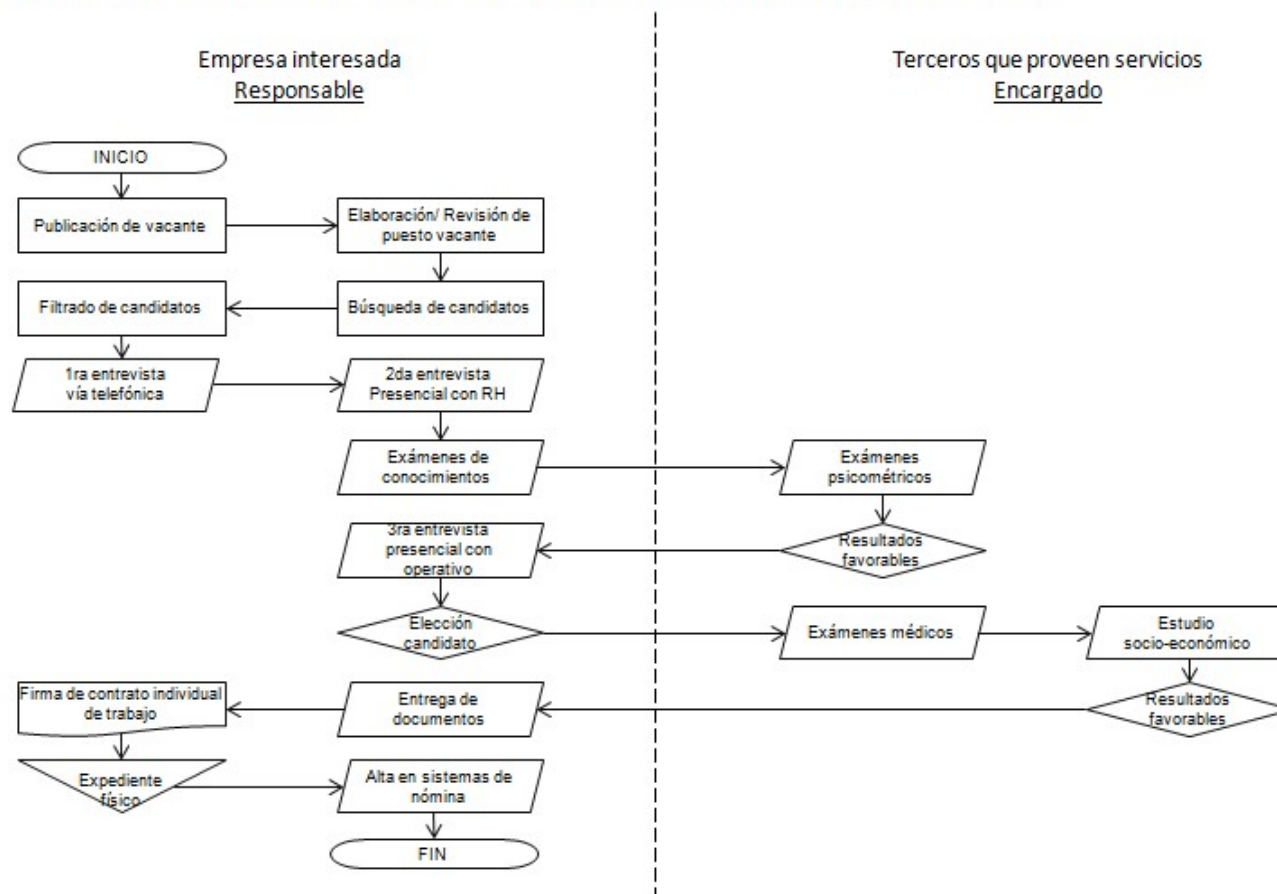 Empresa interesada
Responsable
Terceros que proveen servicios
Encargado
INICIO
Publicación de vacante
Elaboración/ Revisión de
puesto vacante
Filtrado de candidatos
Búsqueda de candidatos
1ra entrevista
vía telefónica
2da entrevista
Presencial con RH
Exámenes de
conocimientos
Exámenes
psicométricos
3ra entrevista
presencial con
operativo
Resultados
favorables
Elección
candidato
Exámenes médicos
Estudio
socio-económico
Firma de contrato individual
de trabajo
Entrega de
documentos
Resultados
favorables
Expediente
físico
Alta en sistemas de
nómina
FIN